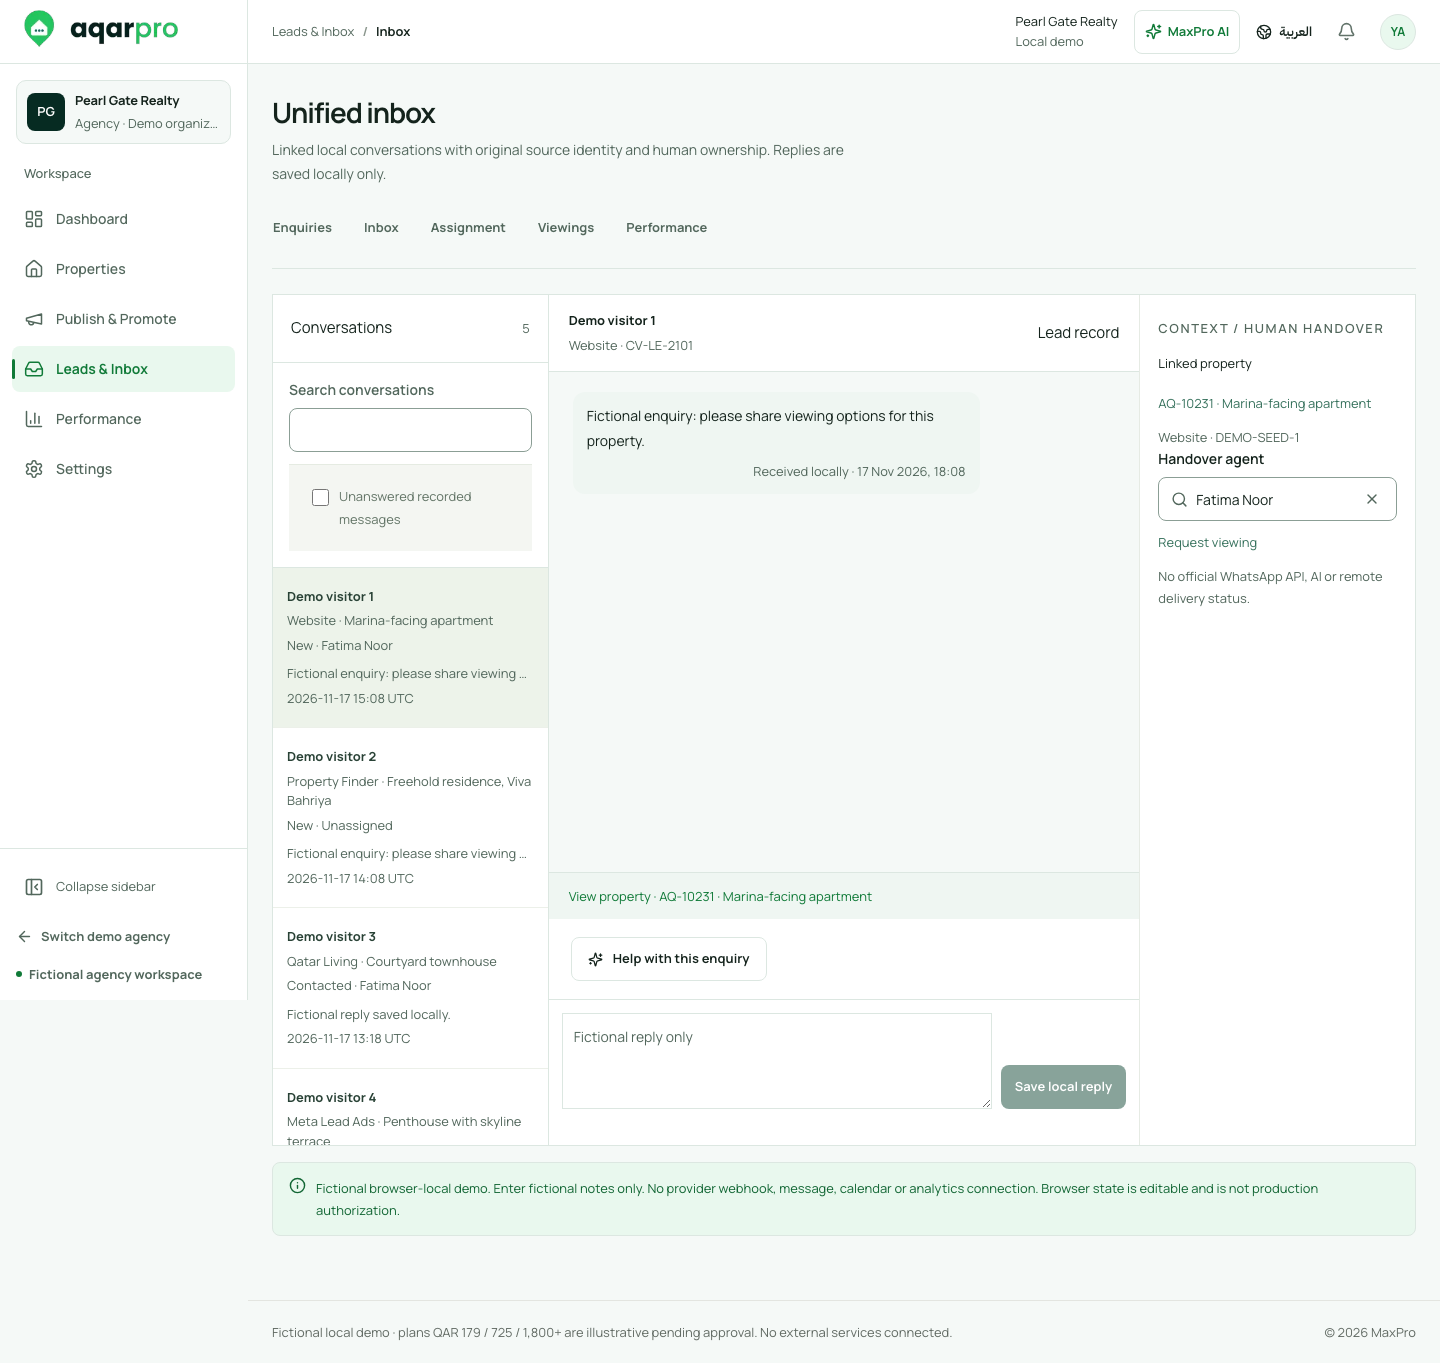 aqarpro
Leads & Inbox / Inbox
Pearl Gate Realty
Local demo
MaxPro AI
العربية
YA
PG
Pearl Gate Realty
Agency · Demo organiz...
Workspace
Dashboard
Properties
Publish & Promote
Leads & Inbox
Performance
Settings
Collapse sidebar
Switch demo agency
Fictional agency workspace
Unified inbox
Linked local conversations with original source identity and human ownership. Replies are
saved locally only.
Enquiries Inbox Assignment Viewings Performance
Conversations 5
Search conversations
Unanswered recorded
messages
Demo visitor 1
Website · Marina-facing apartment
New · Fatima Noor
Fictional enquiry: please share viewing ...
2026-11-17 15:08 UTC
Demo visitor 2
Property Finder · Freehold residence, Viva
Bahriya
New · Unassigned
Fictional enquiry: please share viewing ...
2026-11-17 14:08 UTC
Demo visitor 3
Qatar Living · Courtyard townhouse
Contacted · Fatima Noor
Fictional reply saved locally.
2026-11-17 13:18 UTC
Demo visitor 4
Meta Lead Ads · Penthouse with skyline
terrace
Demo visitor 1
Website · CV-LE-2101
Lead record
Fictional enquiry: please share viewing options for this
property.
Received locally · 17 Nov 2026, 18:08
View property · AQ-10231 · Marina-facing apartment
Help with this enquiry
Fictional reply only
Save local reply
CONTEXT / HUMAN HANDOVER
Linked property
AQ-10231 · Marina-facing apartment
Website · DEMO-SEED-1
Handover agent
Fatima Noor
Request viewing
No official WhatsApp API, AI or remote
delivery status.
Fictional browser-local demo. Enter fictional notes only. No provider webhook, message, calendar or analytics connection. Browser state is editable and is not production
authorization.
Fictional local demo · plans QAR 179 / 725 / 1,800+ are illustrative pending approval. No external services connected.
© 2026 MaxPro